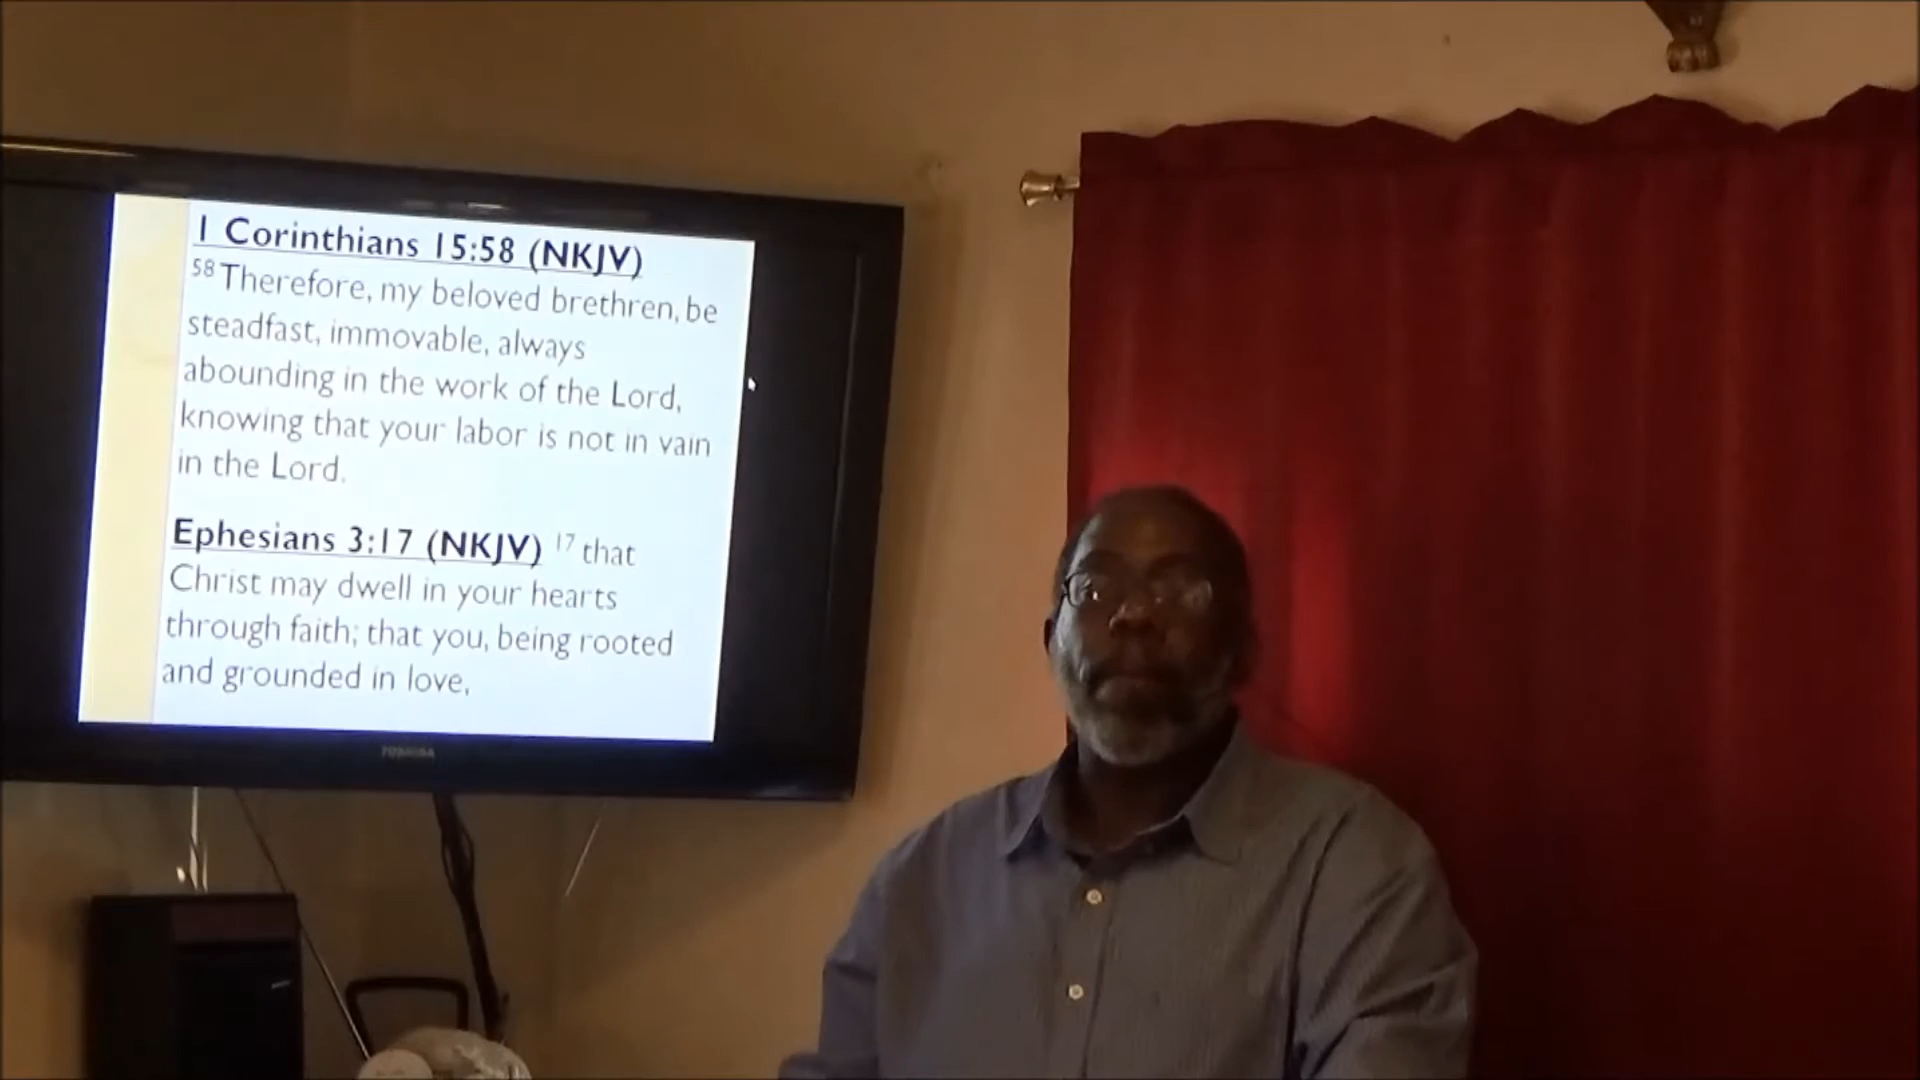 1 Corinthians 15:58 (NKJV)
58 Therefore, my beloved brethren, be
steadfast, immovable, always
abounding in the work of the Lord,
knowing that your labor is not in vain
in the Lord.
Ephesians 3:17 (NKJV) 17 that
Christ may dwell in your hearts
through faith; that you, being rooted
and grounded in love,
TOSHIBA